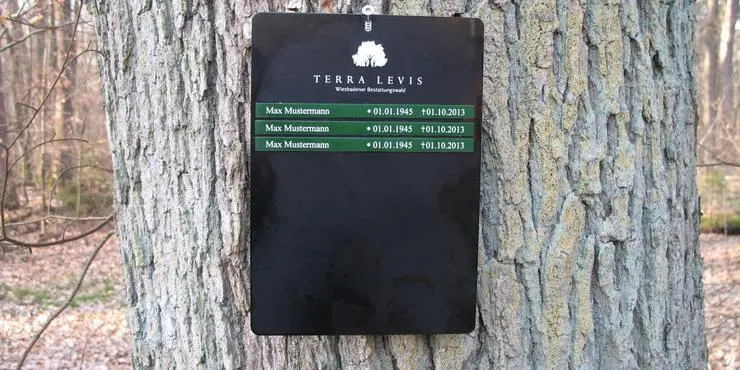 TERRA LEVIS
Wiesbadener Bestattungswald
Max Mustermann * 01.01.1945 †01.10.2013
Max Mustermann * 01.01.1945 †01.10.2013
Max Mustermann * 01.01.1945 †01.10.2013